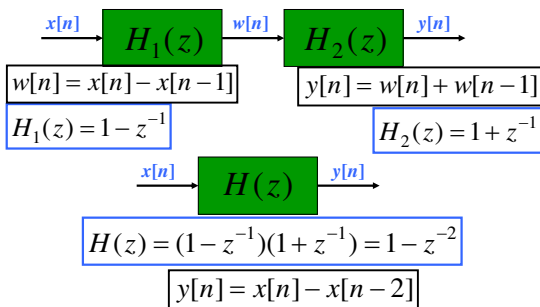 x[n] H₁(z) w[n] H₂(z) y[n]
w[n] = x[n] − x[n−1] y[n] = w[n] + w[n−1]
H₁(z) = 1 − z⁻¹ H₂(z) = 1 + z⁻¹
x[n] H(z) y[n]
H(z) = (1 − z⁻¹)(1 + z⁻¹) = 1 − z⁻²
y[n] = x[n] − x[n−2]